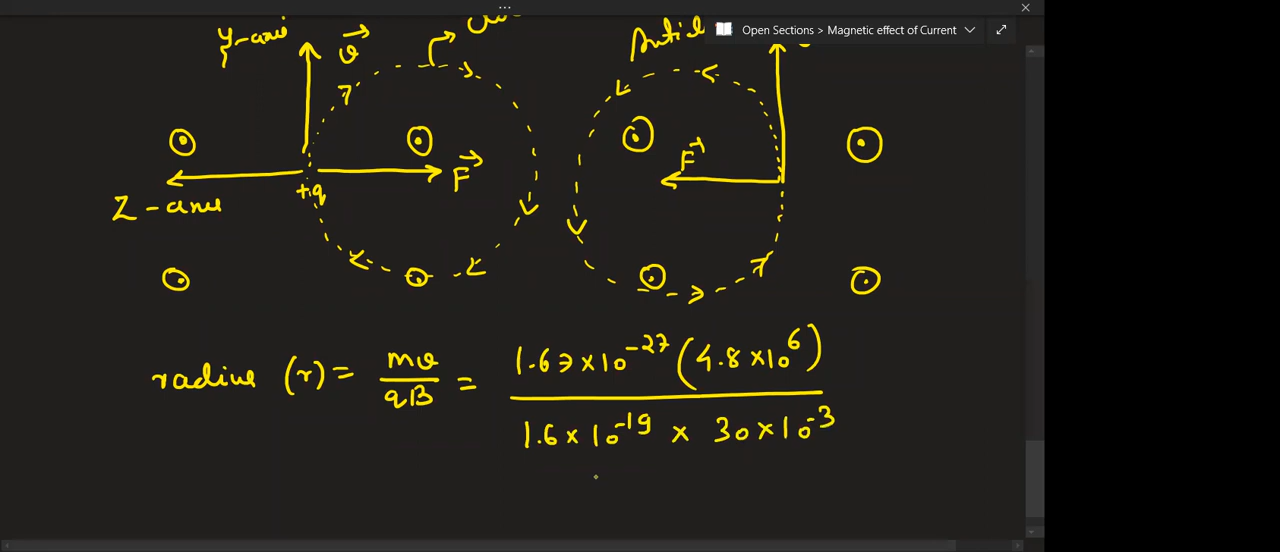 Open Sections > Magnetic effect of Current
y-axis v⃗
F⃗ F⃗
+q
Z-axis
radius (r) = mv/qB = 1.67×10⁻²⁷ (4.8×10⁶) / 1.6×10⁻¹⁹ × 30×10⁻³